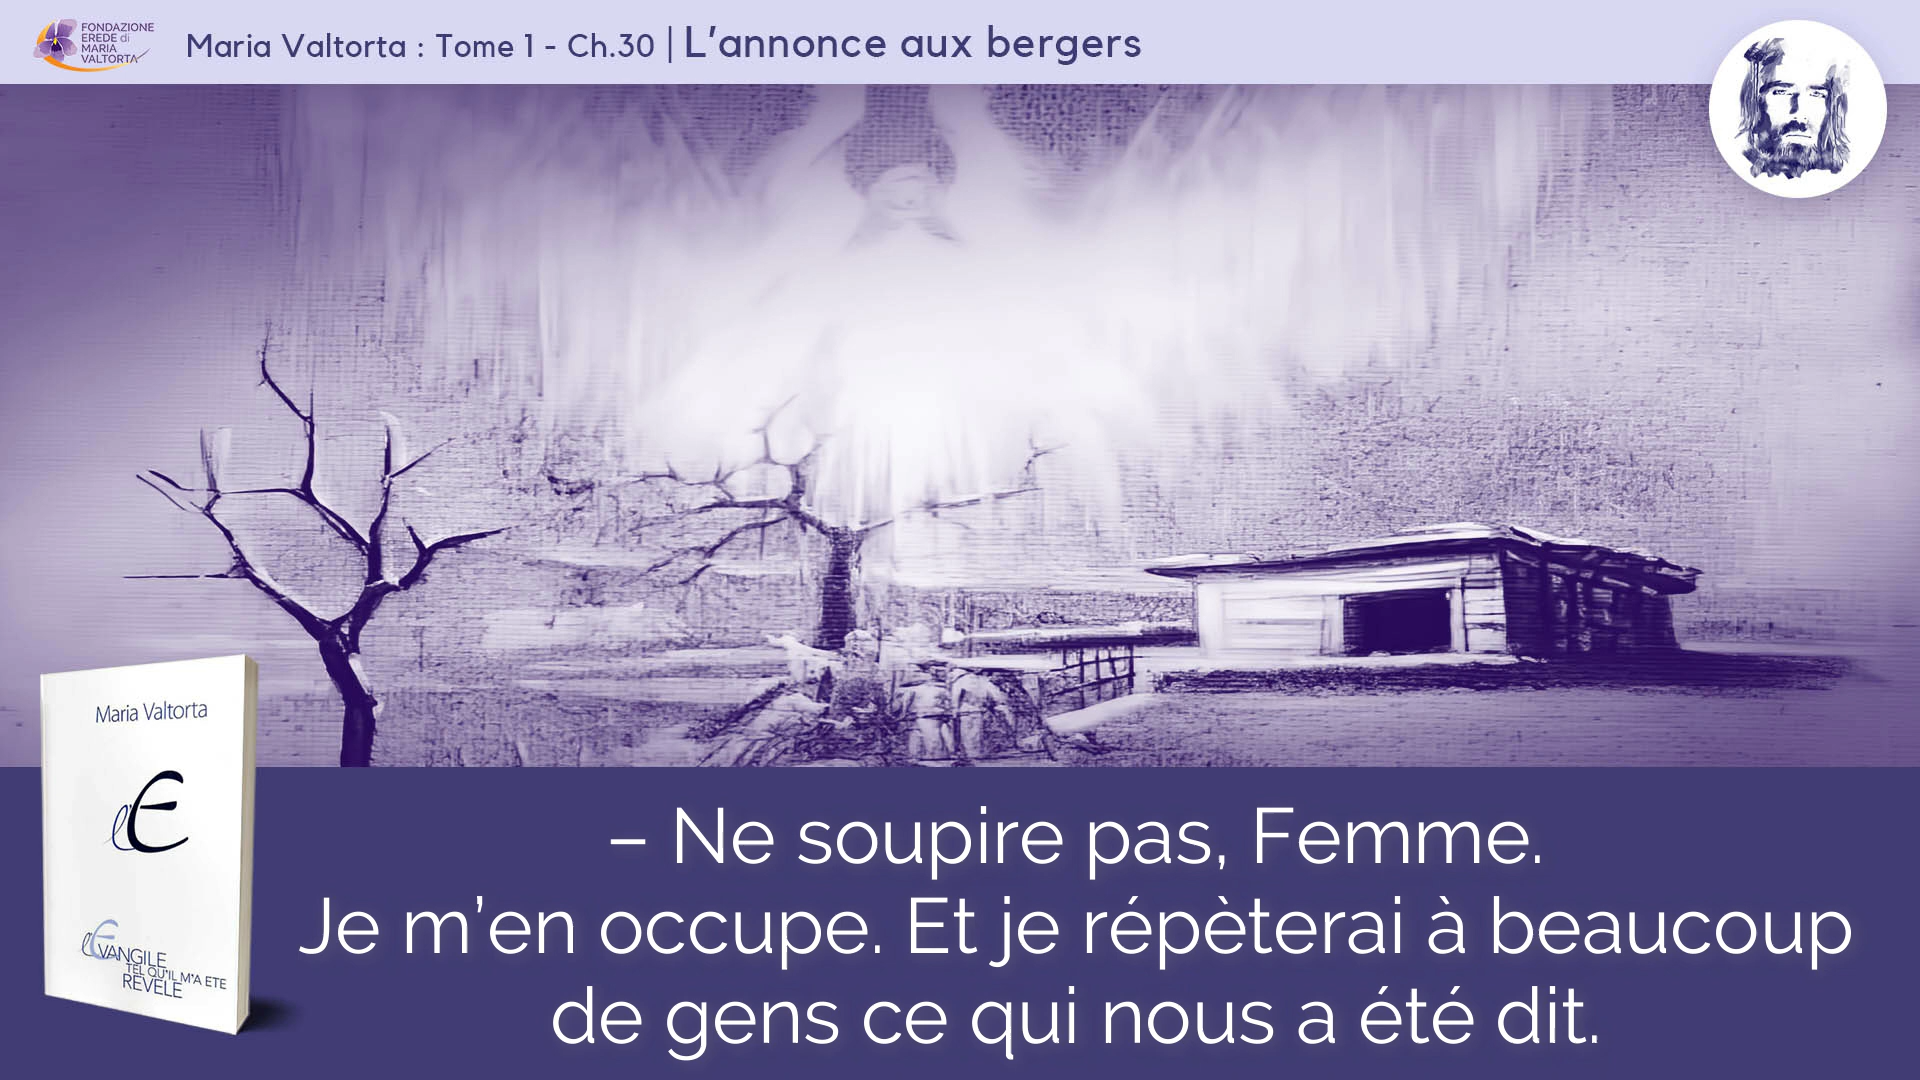 FONDAZIONE
EREDE di
MARIA
VALTORTA
Maria Valtorta : Tome 1 - Ch.30 | L'annonce aux bergers
Maria Valtorta
l'E
l'EVANGILE
TEL QU'IL M'A ETE
REVELE
– Ne soupire pas, Femme.
Je m'en occupe. Et je répèterai à beaucoup
de gens ce qui nous a été dit.